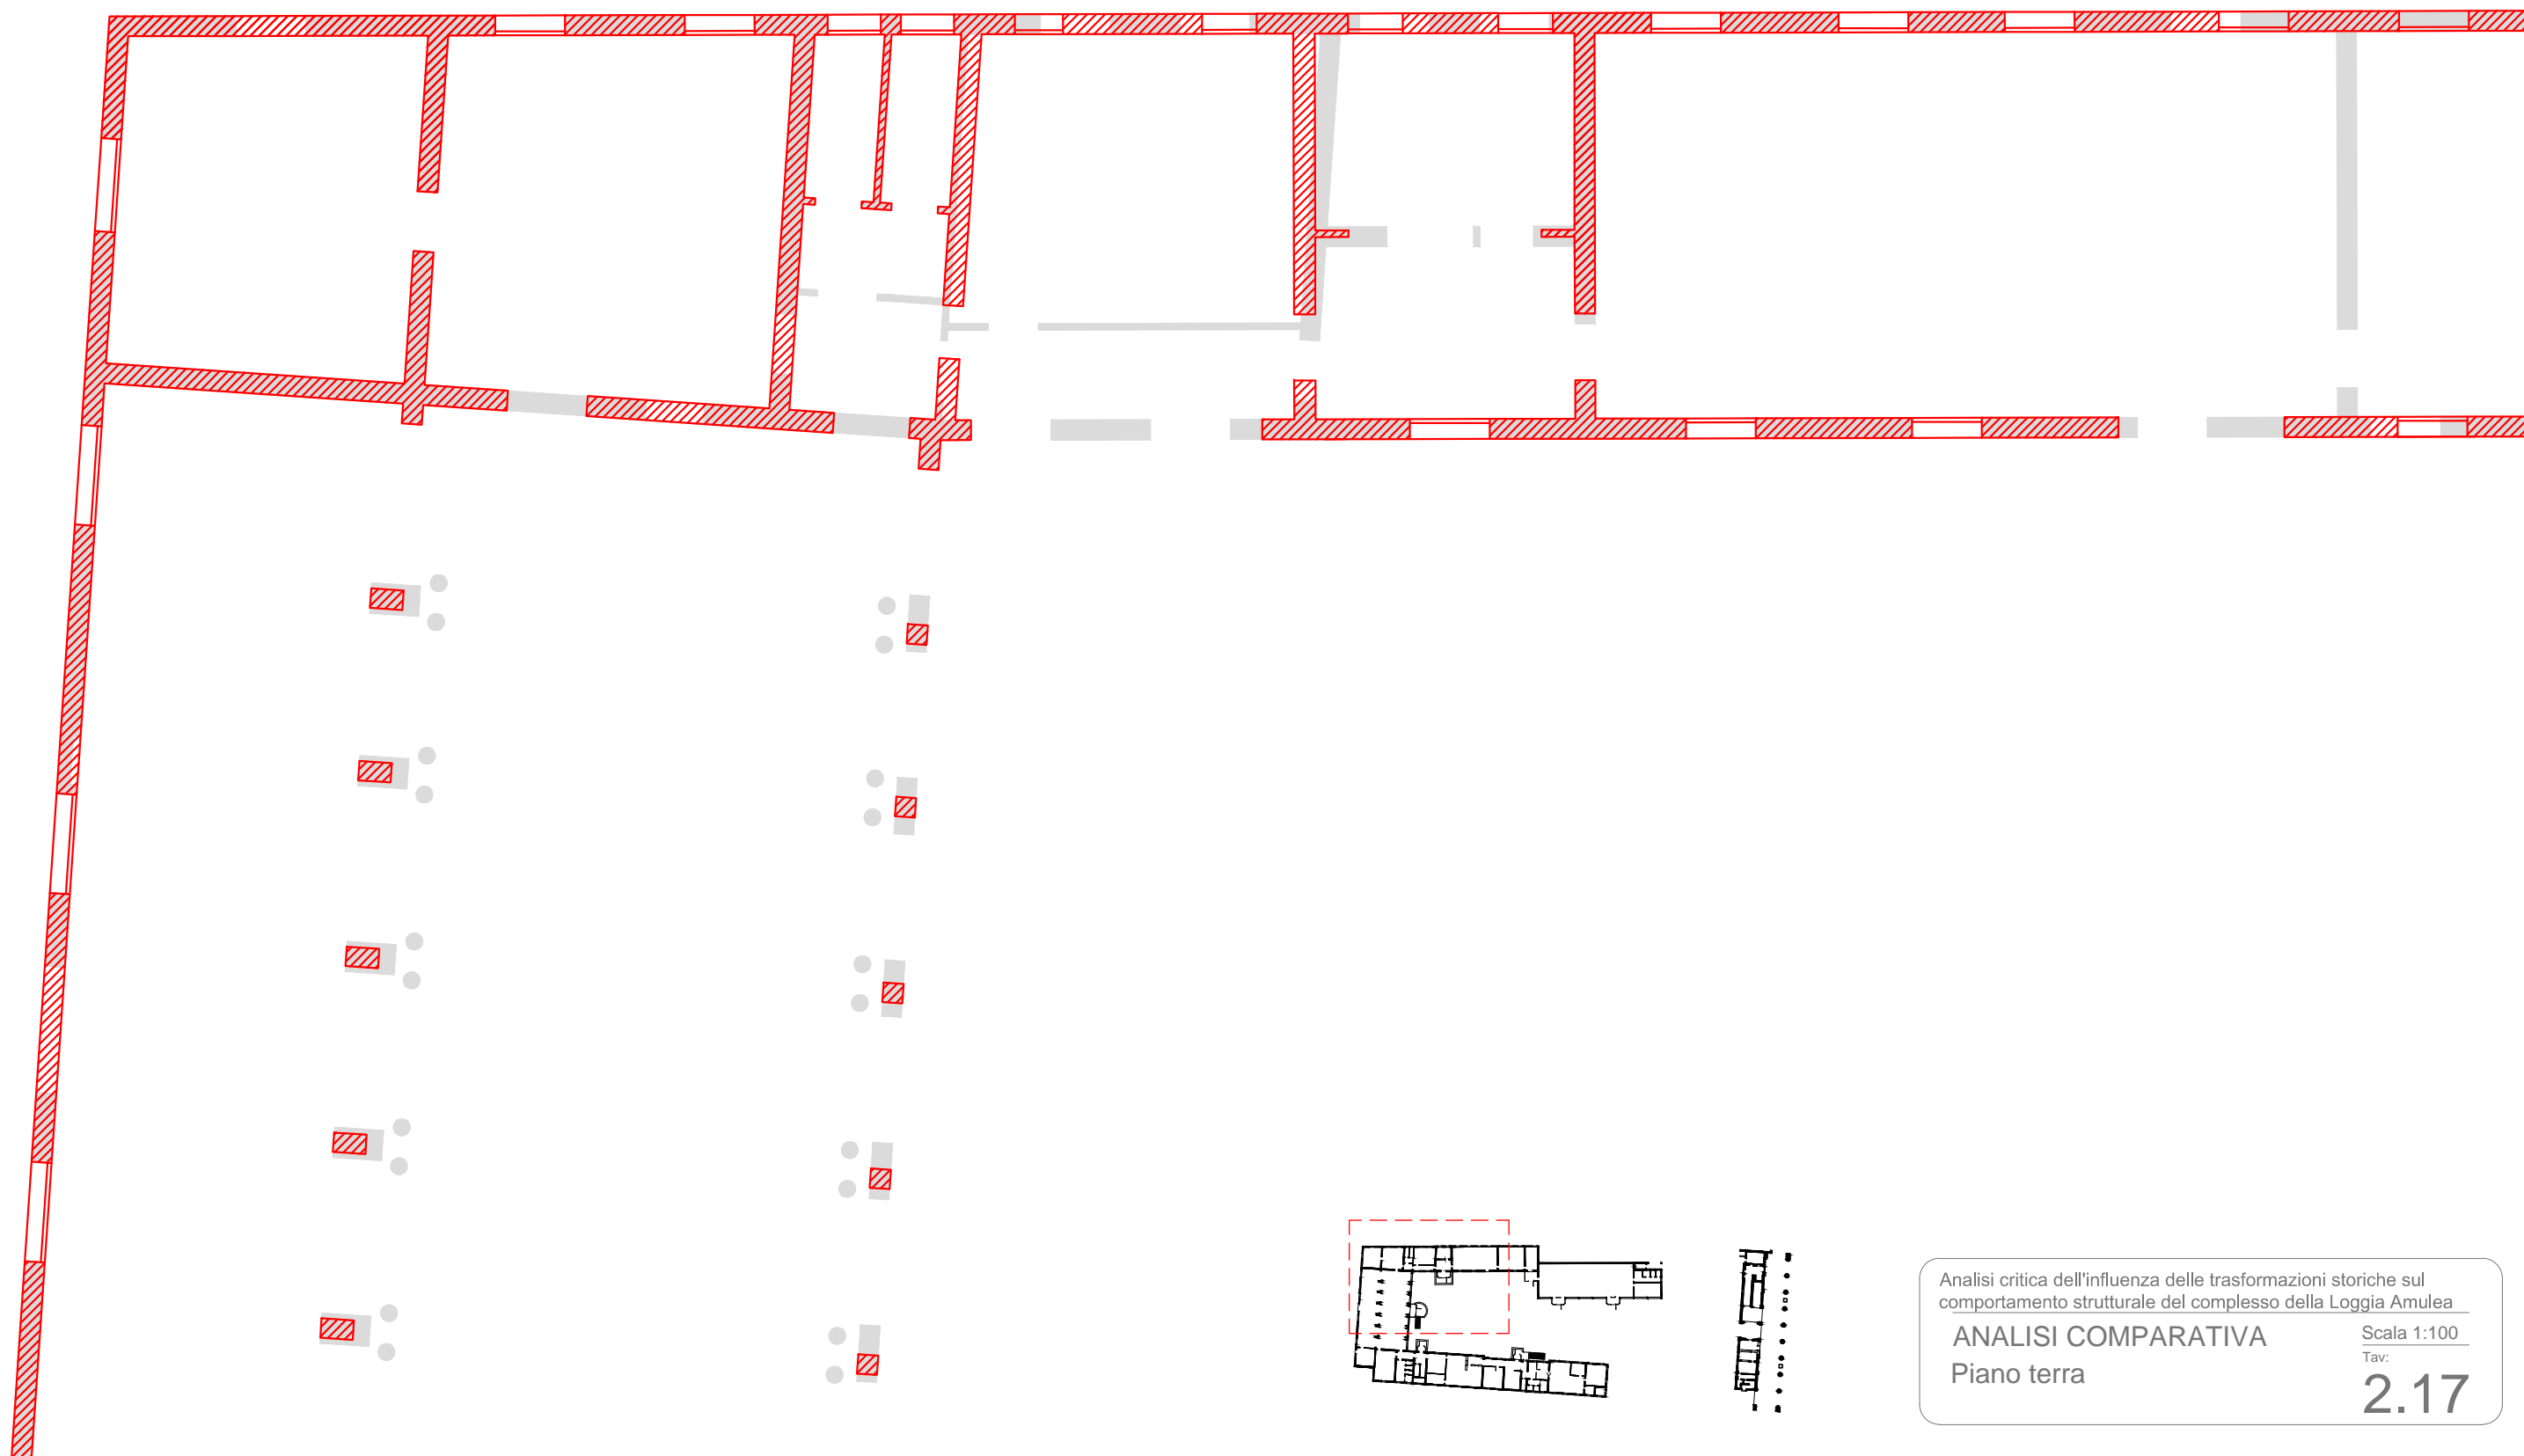 Analisi critica dell'influenza delle trasformazioni storiche sul
comportamento strutturale del complesso della Loggia Amulea
ANALISI COMPARATIVA
Scala 1:100
Piano terra
Tav:
2.17